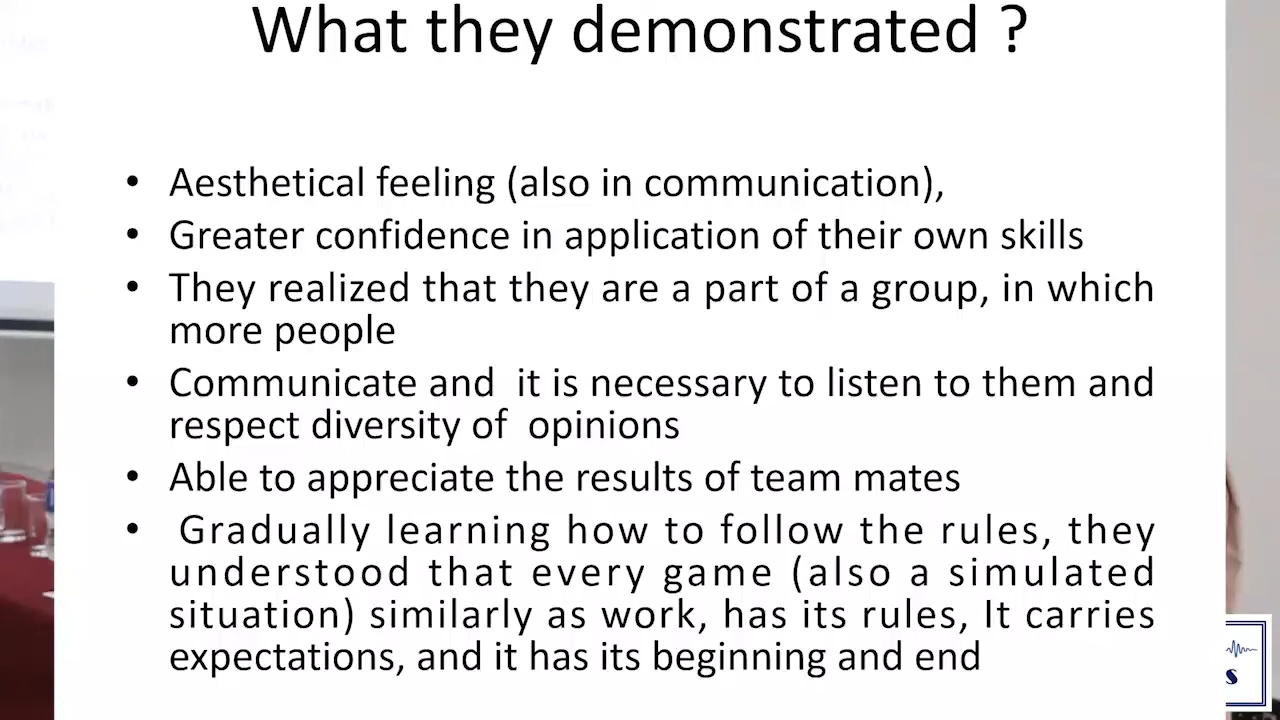 What they demonstrated ?
• Aesthetical feeling (also in communication),
• Greater confidence in application of their own skills
• They realized that they are a part of a group, in which
more people
• Communicate and  it is necessary to listen to them and
respect diversity of  opinions
• Able to appreciate the results of team mates
•  Gradually learning how to follow the rules, they
understood that every game (also a simulated
situation) similarly as work, has its rules, It carries
expectations, and it has its beginning and end